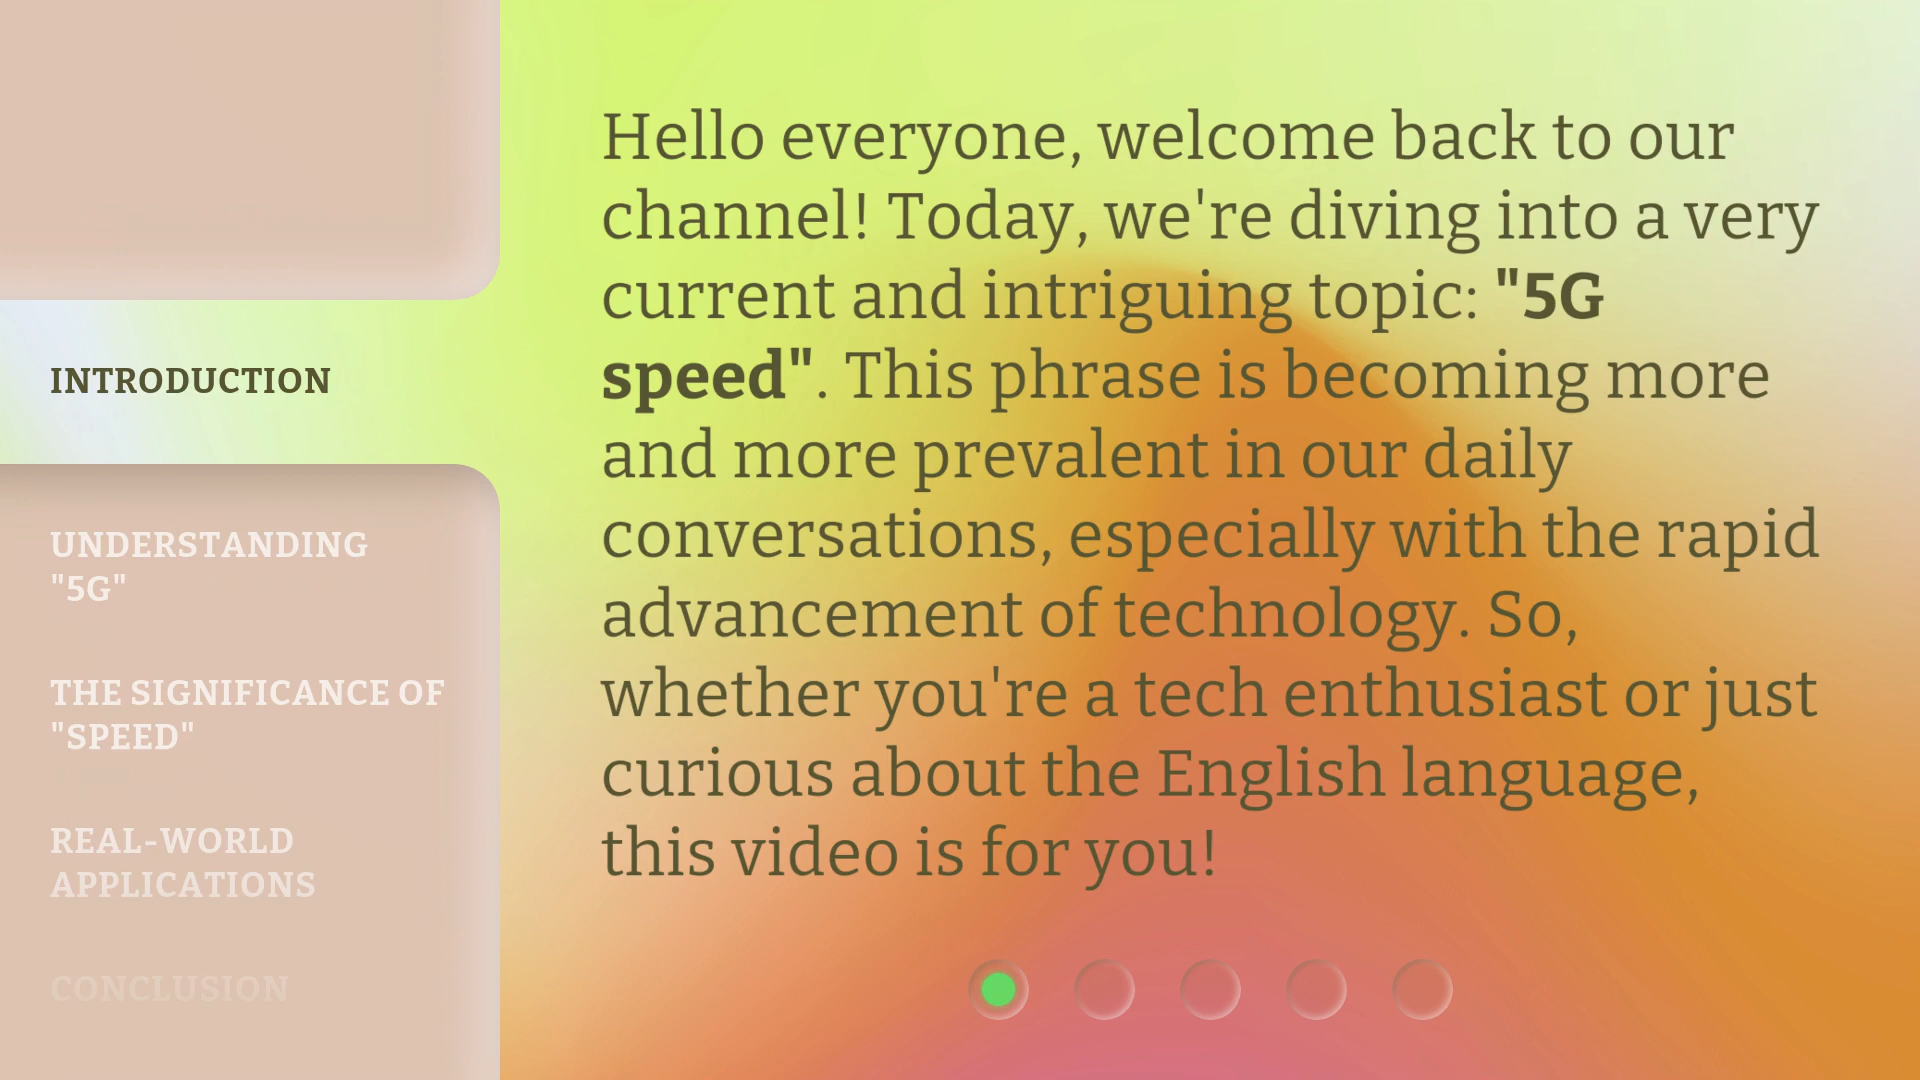 INTRODUCTION
UNDERSTANDING
"5G"
THE SIGNIFICANCE OF
"SPEED"
REAL-WORLD
APPLICATIONS
CONCLUSION
Hello everyone, welcome back to our
channel! Today, we're diving into a very
current and intriguing topic: "5G
speed". This phrase is becoming more
and more prevalent in our daily
conversations, especially with the rapid
advancement of technology. So,
whether you're a tech enthusiast or just
curious about the English language,
this video is for you!